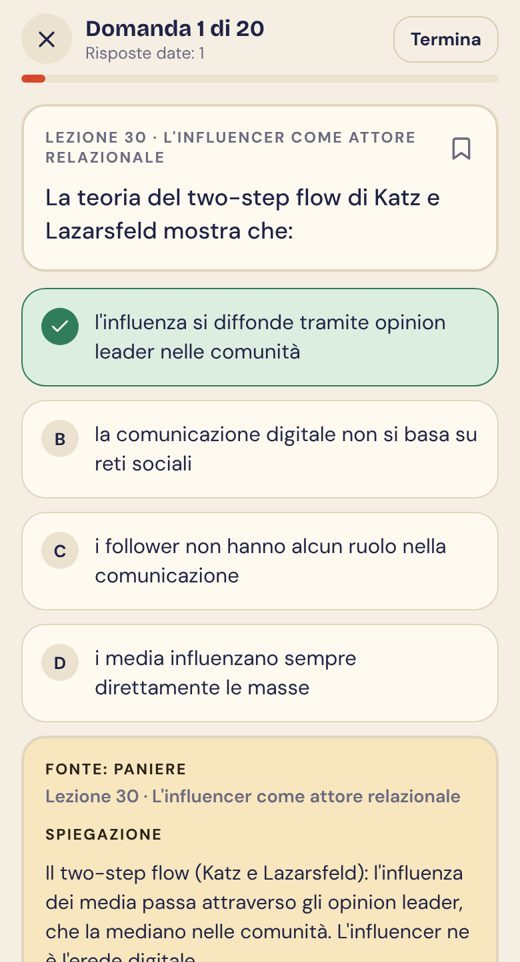 Domanda 1 di 20
Risposte date: 1
Termina
LEZIONE 30 · L'INFLUENCER COME ATTORE
RELAZIONALE
La teoria del two-step flow di Katz e
Lazarsfeld mostra che:
l'influenza si diffonde tramite opinion
leader nelle comunità
B
la comunicazione digitale non si basa su
reti sociali
C
i follower non hanno alcun ruolo nella
comunicazione
D
i media influenzano sempre
direttamente le masse
FONTE: PANIERE
Lezione 30 · L'influencer come attore relazionale
SPIEGAZIONE
Il two-step flow (Katz e Lazarsfeld): l'influenza
dei media passa attraverso gli opinion leader,
che la mediano nelle comunità. L'influencer ne
è l'erede digitale.